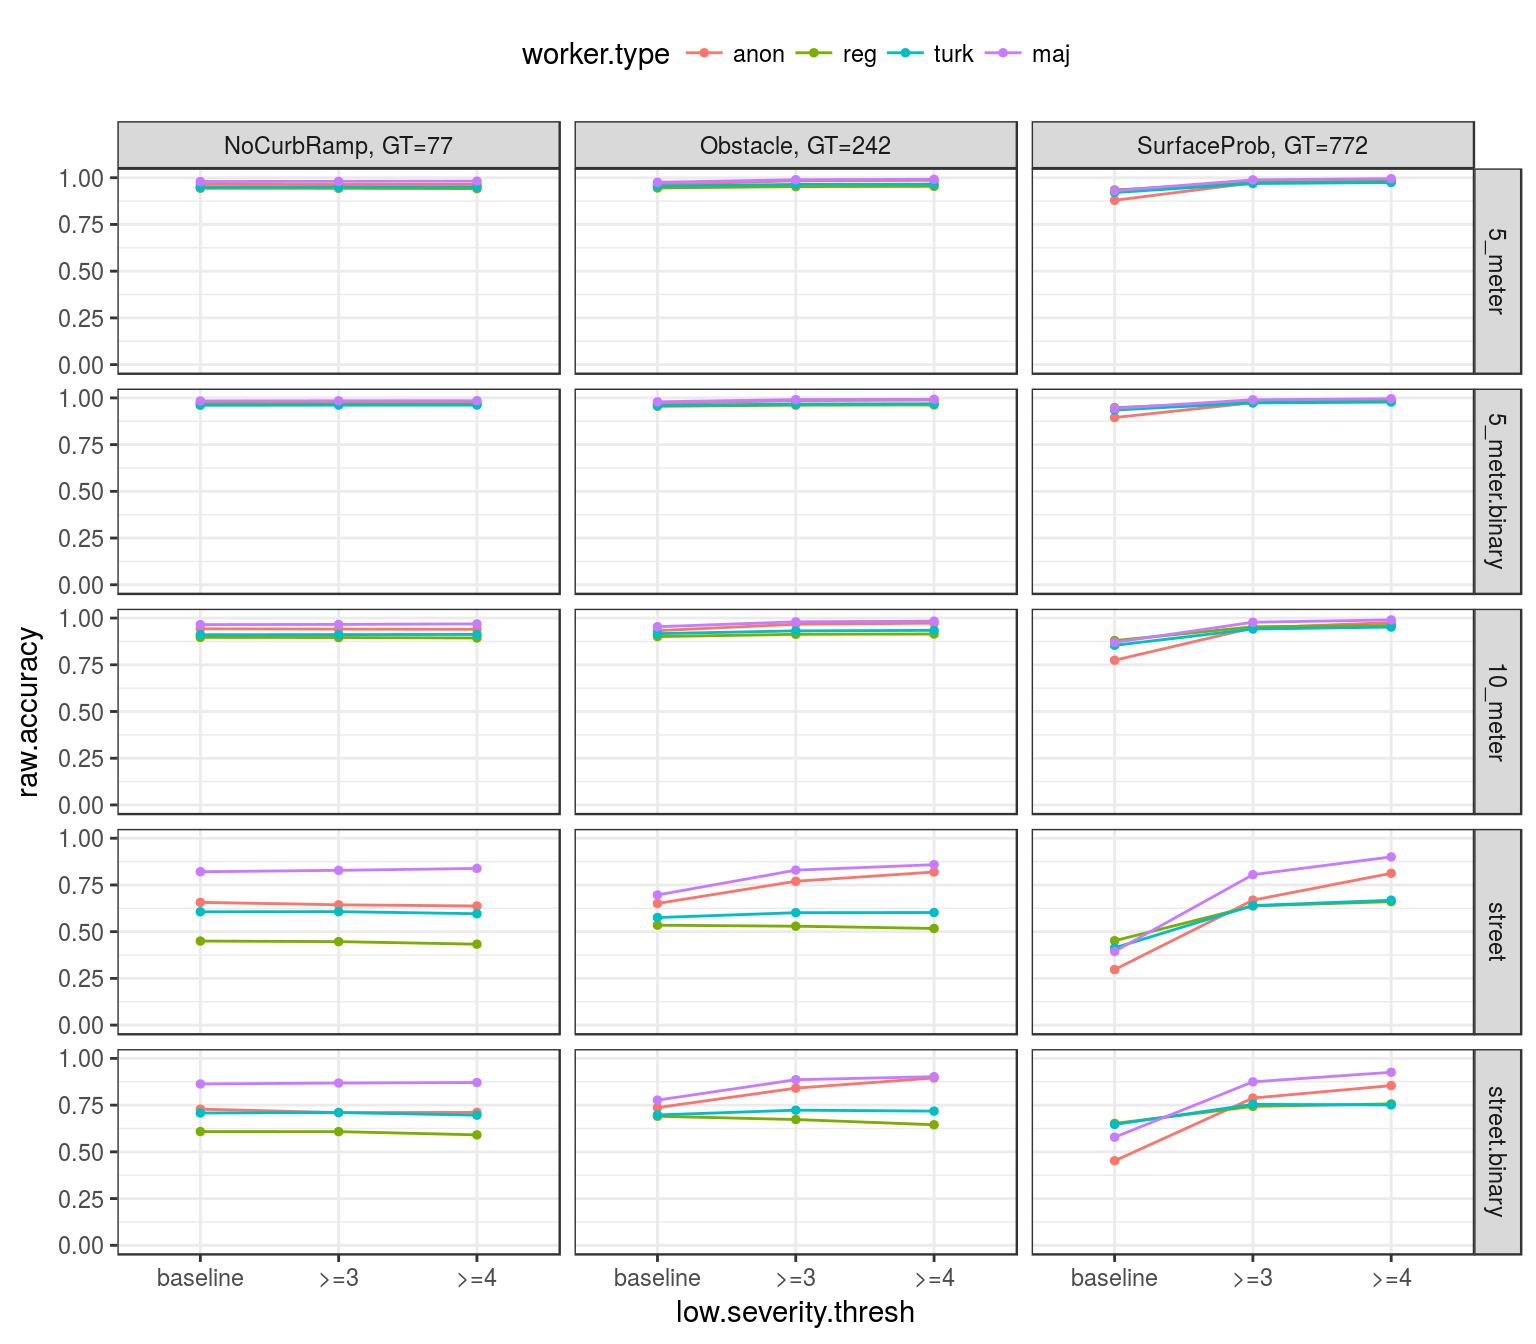 worker.type anon reg turk maj
NoCurbRamp, GT=77 Obstacle, GT=242 SurfaceProb, GT=772
raw.accuracy
1.00
0.75
0.50
0.25
0.00
5_meter
1.00
0.75
0.50
0.25
0.00
5_meter.binary
1.00
0.75
0.50
0.25
0.00
10_meter
1.00
0.75
0.50
0.25
0.00
street
1.00
0.75
0.50
0.25
0.00
street.binary
baseline >=3 >=4 baseline >=3 >=4 baseline >=3 >=4
low.severity.thresh